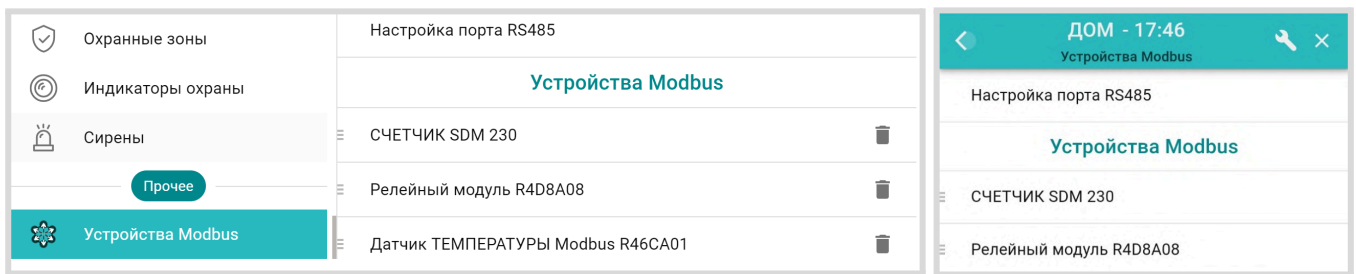 Охранные зоны
Индикаторы охраны
Сирены
Прочее
Устройства Modbus
Настройка порта RS485
Устройства Modbus
СЧЕТЧИК SDM 230
Релейный модуль R4D8A08
Датчик ТЕМПЕРАТУРЫ Modbus R46CA01
ДОМ - 17:46
Устройства Modbus
Настройка порта RS485
Устройства Modbus
СЧЕТЧИК SDM 230
Релейный модуль R4D8A08